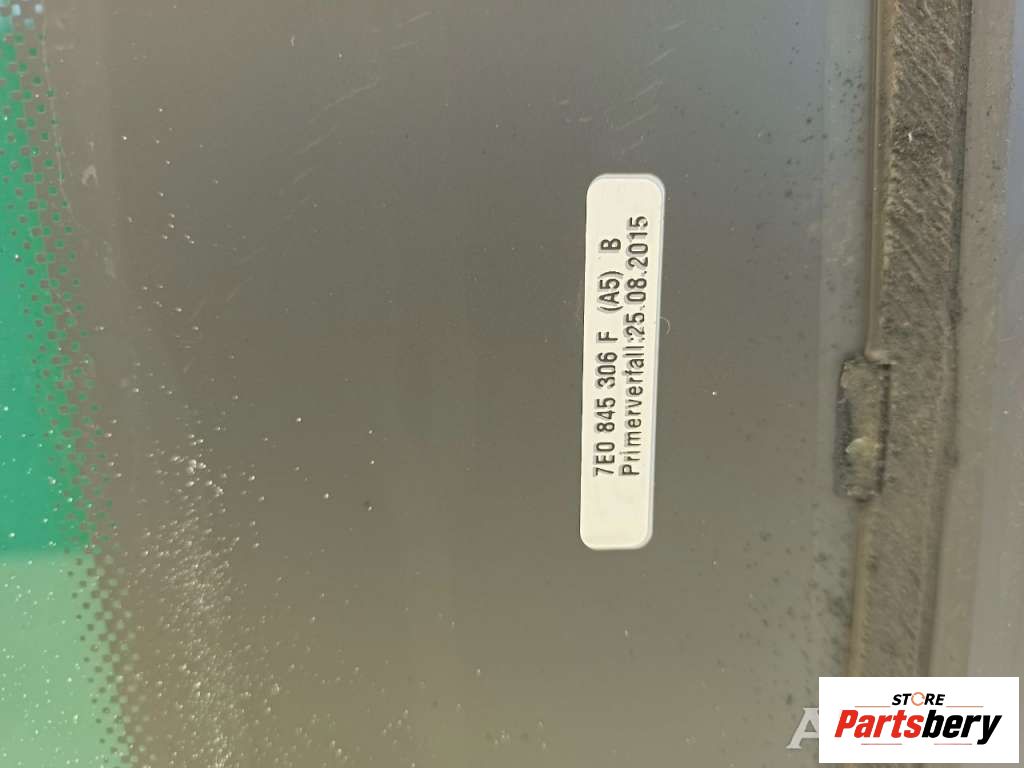 7E0 845 306 F (A5) B
Primerverfall:25.08.2015
STORE
Partsbery